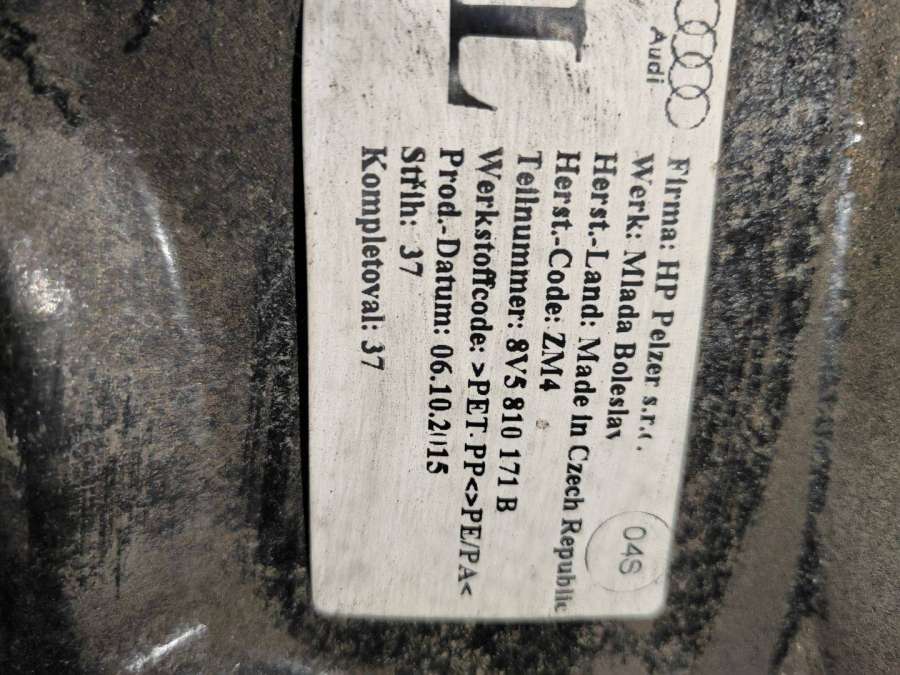 Audi
L
Firma: HP Pelzer s.r.o.
Werk: Mlada Boleslav
Herst.-Land: Made in Czech Republic
Herst.-Code: ZM4
Teilnummer: 8V5 810 171 B
Werkstoffcode: >PET-PP<>PE/PA<
Prod.-Datum: 06.10.2015
Střih: 37
Kompletoval: 37
04S